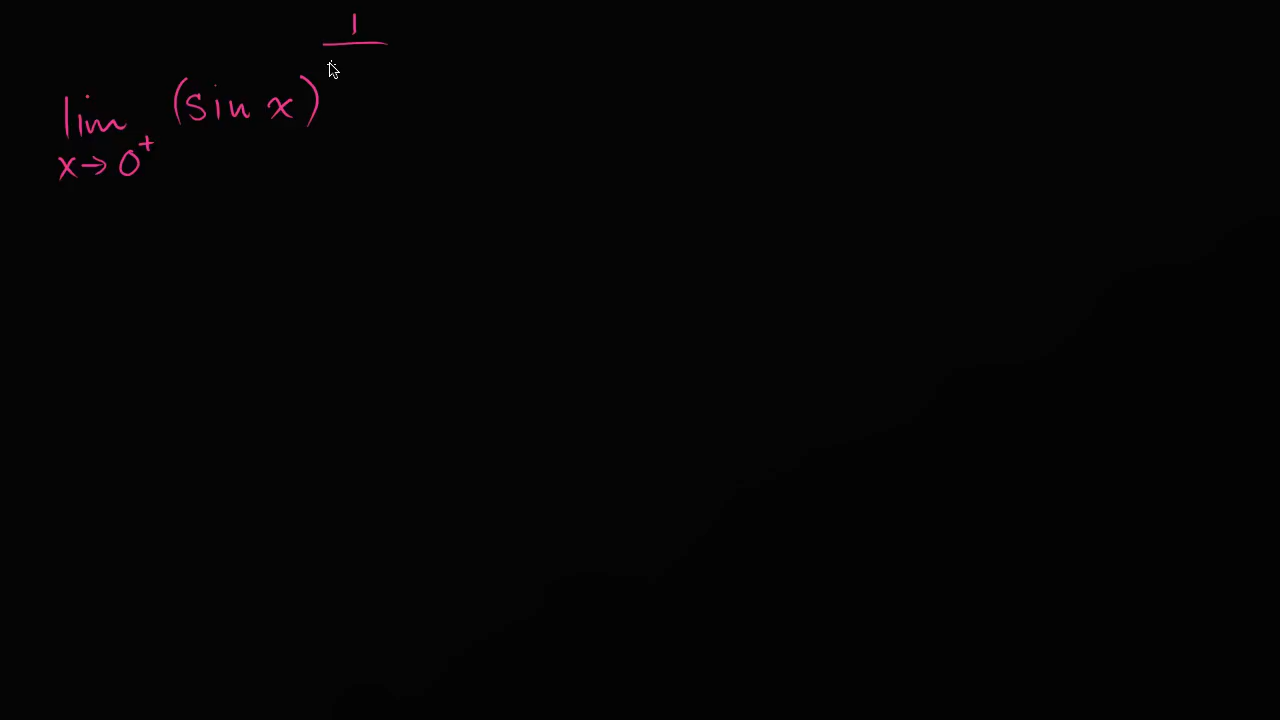 lim (sin x)^{1/}
x→0⁺